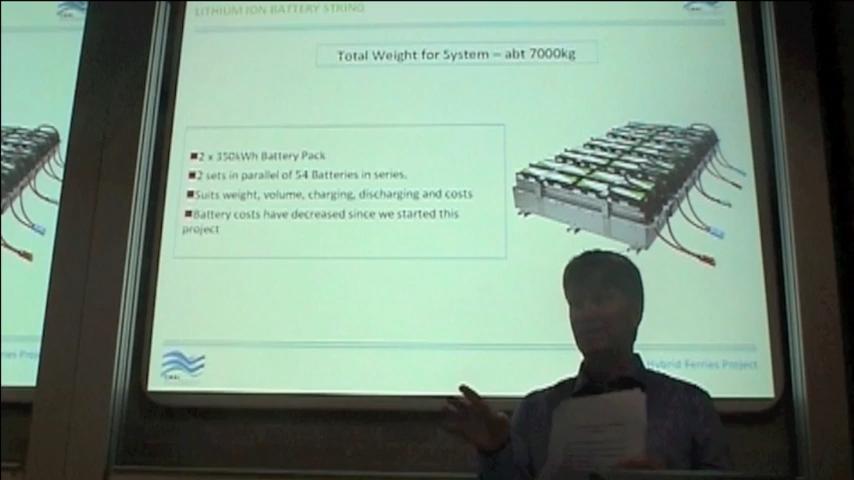 LITHIUM ION BATTERY STRING
Total Weight for System – abt 7000kg
2 x 350kWh Battery Pack
2 sets in parallel of 54 Batteries in series.
Suits weight, volume, charging, discharging and costs
Battery costs have decreased since we started this
project
Hybrid Ferries Project